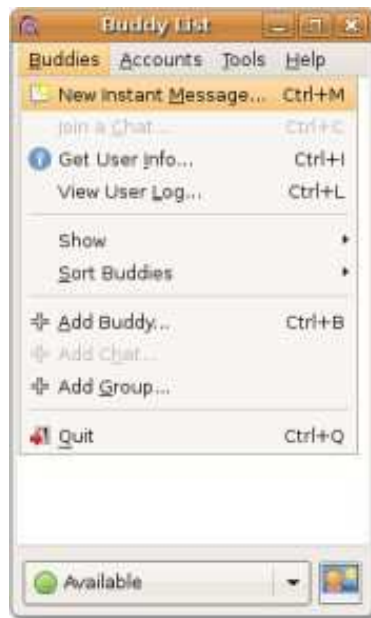 Buddy List
Buddies Accounts Tools Help
New Instant Message... Ctrl+M
Join a Chat... Ctrl+C
Get User Info... Ctrl+I
View User Log... Ctrl+L
Show
Sort Buddies
Add Buddy... Ctrl+B
Add Chat...
Add Group...
Quit Ctrl+Q
Available